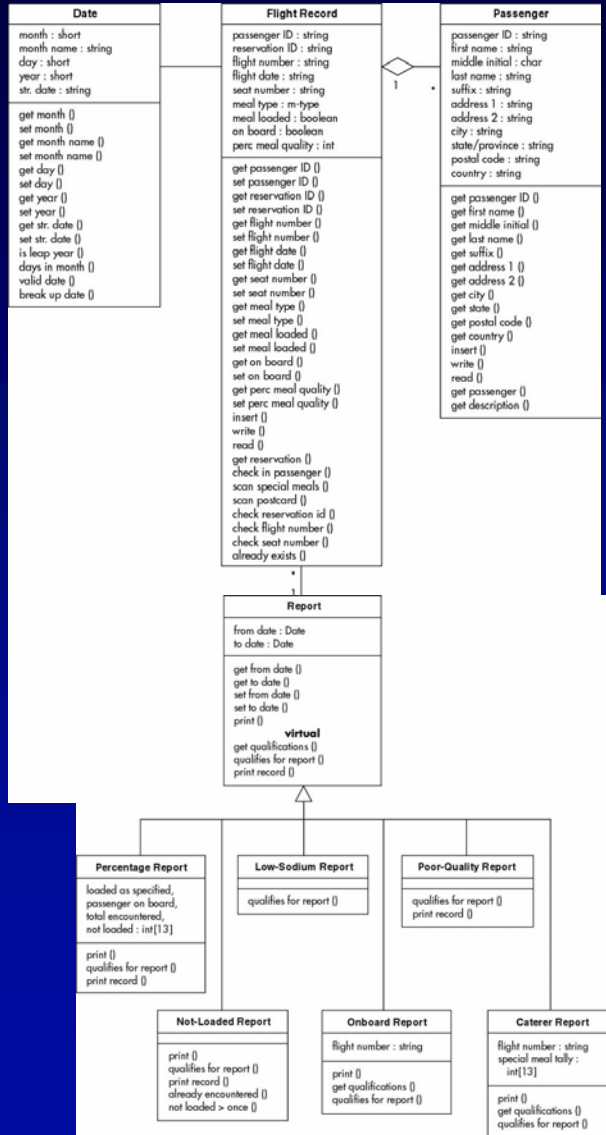 Date
month : short
month name : string
day : short
year : short
str. date : string
get month ()
set month ()
get month name ()
set month name ()
get day ()
set day ()
get year ()
set year ()
get str. date ()
set str. date ()
is leap year ()
days in month ()
valid date ()
break up date ()
Flight Record
passenger ID : string
reservation ID : string
flight number : string
flight date : string
seat number : string
meal type : m-type
meal loaded : boolean
on board : boolean
perc meal quality : int
get passenger ID ()
set passenger ID ()
get reservation ID ()
set reservation ID ()
get flight number ()
set flight number ()
get flight date ()
set flight date ()
get seat number ()
set seat number ()
get meal type ()
set meal type ()
get meal loaded ()
set meal loaded ()
get on board ()
set on board ()
get perc meal quality ()
set perc meal quality ()
insert ()
write ()
read ()
get reservation ()
check in passenger ()
scan special meals ()
scan postcard ()
check reservation id ()
check flight number ()
check seat number ()
already exists ()
1
*
Passenger
passenger ID : string
first name : string
middle initial : char
last name : string
suffix : string
address 1 : string
address 2 : string
city : string
state/province : string
postal code : string
country : string
get passenger ID ()
get first name ()
get middle initial ()
get last name ()
get suffix ()
get address 1 ()
get address 2 ()
get city ()
get state ()
get postal code ()
get country ()
insert ()
write ()
read ()
get passenger ()
get description ()
*
1
Report
from date : Date
to date : Date
get from date ()
get to date ()
set from date ()
set to date ()
print ()
virtual
get qualifications ()
qualifies for report ()
print record ()
Percentage Report
loaded as specified,
passenger on board,
total encountered,
not loaded : int[13]
print ()
qualifies for report ()
print record ()
Low-Sodium Report
qualifies for report ()
Poor-Quality Report
qualifies for report ()
print record ()
Not-Loaded Report
print ()
qualifies for report ()
print record ()
already encountered ()
not loaded > once ()
Onboard Report
flight number : string
print ()
get qualifications ()
qualifies for report ()
Caterer Report
flight number : string
special meal tally :
int[13]
print ()
get qualifications ()
qualifies for report ()